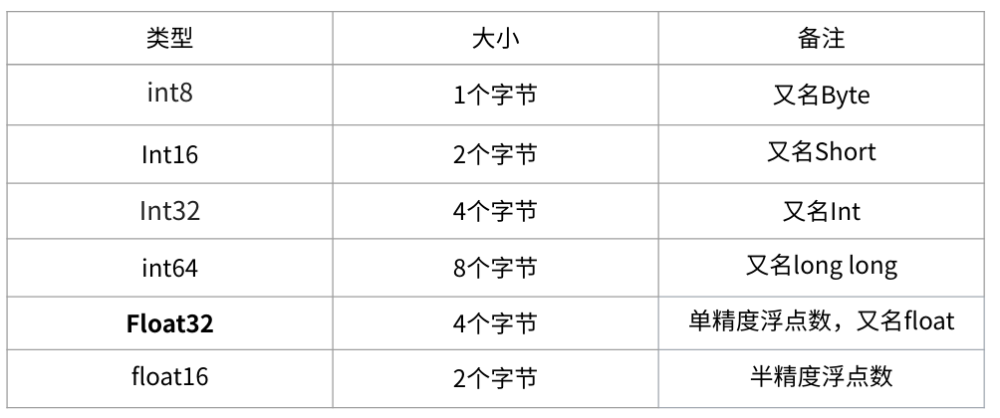 类型 大小 备注
int8 1个字节 又名Byte
Int16 2个字节 又名Short
Int32 4个字节 又名Int
int64 8个字节 又名long long
Float32 4个字节 单精度浮点数，又名float
float16 2个字节 半精度浮点数